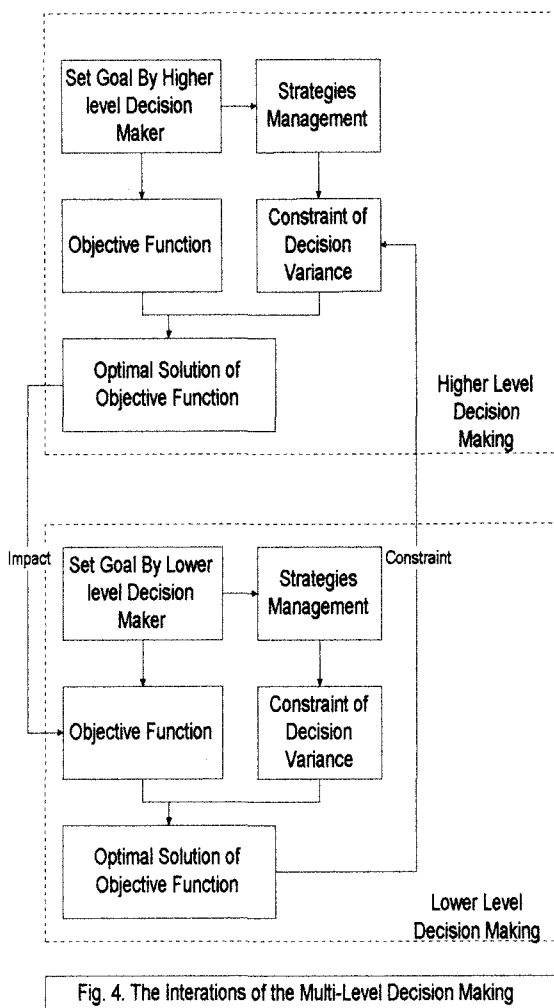 Set Goal By Higher
level Decision
Maker
Strategies
Management
Objective Function
Constraint of
Decision
Variance
Optimal Solution of
Objective Function
Higher Level
Decision
Making
Impact
Constraint
Set Goal By Lower
level Decision
Maker
Strategies
Management
Objective Function
Constraint of
Decision
Variance
Optimal Solution of
Objective Function
Lower Level
Decision Making
Fig. 4. The Interations of the Multi-Level Decision Making